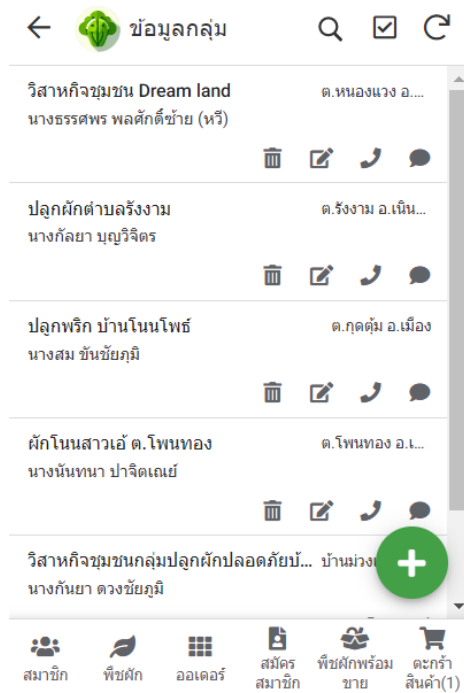 ข้อมูลกลุ่ม
วิสาหกิจชุมชน Dream land ต.หนองแวง อ....
นางธรรศพร พลศักดิ์ซ้าย (หวี)
ปลูกผักตำบลรังงาม ต.รังงาม อ.เนิน...
นางกัลยา บุญวิจิตร
ปลูกพริก บ้านโนนโพธ์ ต.กุดตุ้ม อ.เมือง
นางสม ขันชัยภูมิ
ผักโนนสาวเอ้ ต.โพนทอง ต.โพนทอง อ.เ...
นางนันทนา ปาจิตเณย์
วิสาหกิจชุมชนกลุ่มปลูกผักปลอดภัยบ้... บ้านม่วง
นางกันยา ดวงชัยภูมิ
สมาชิก พืชผัก ออเดอร์ สมัคร พืชผักพร้อม ตะกร้า
สมาชิก ขาย สินค้า(1)